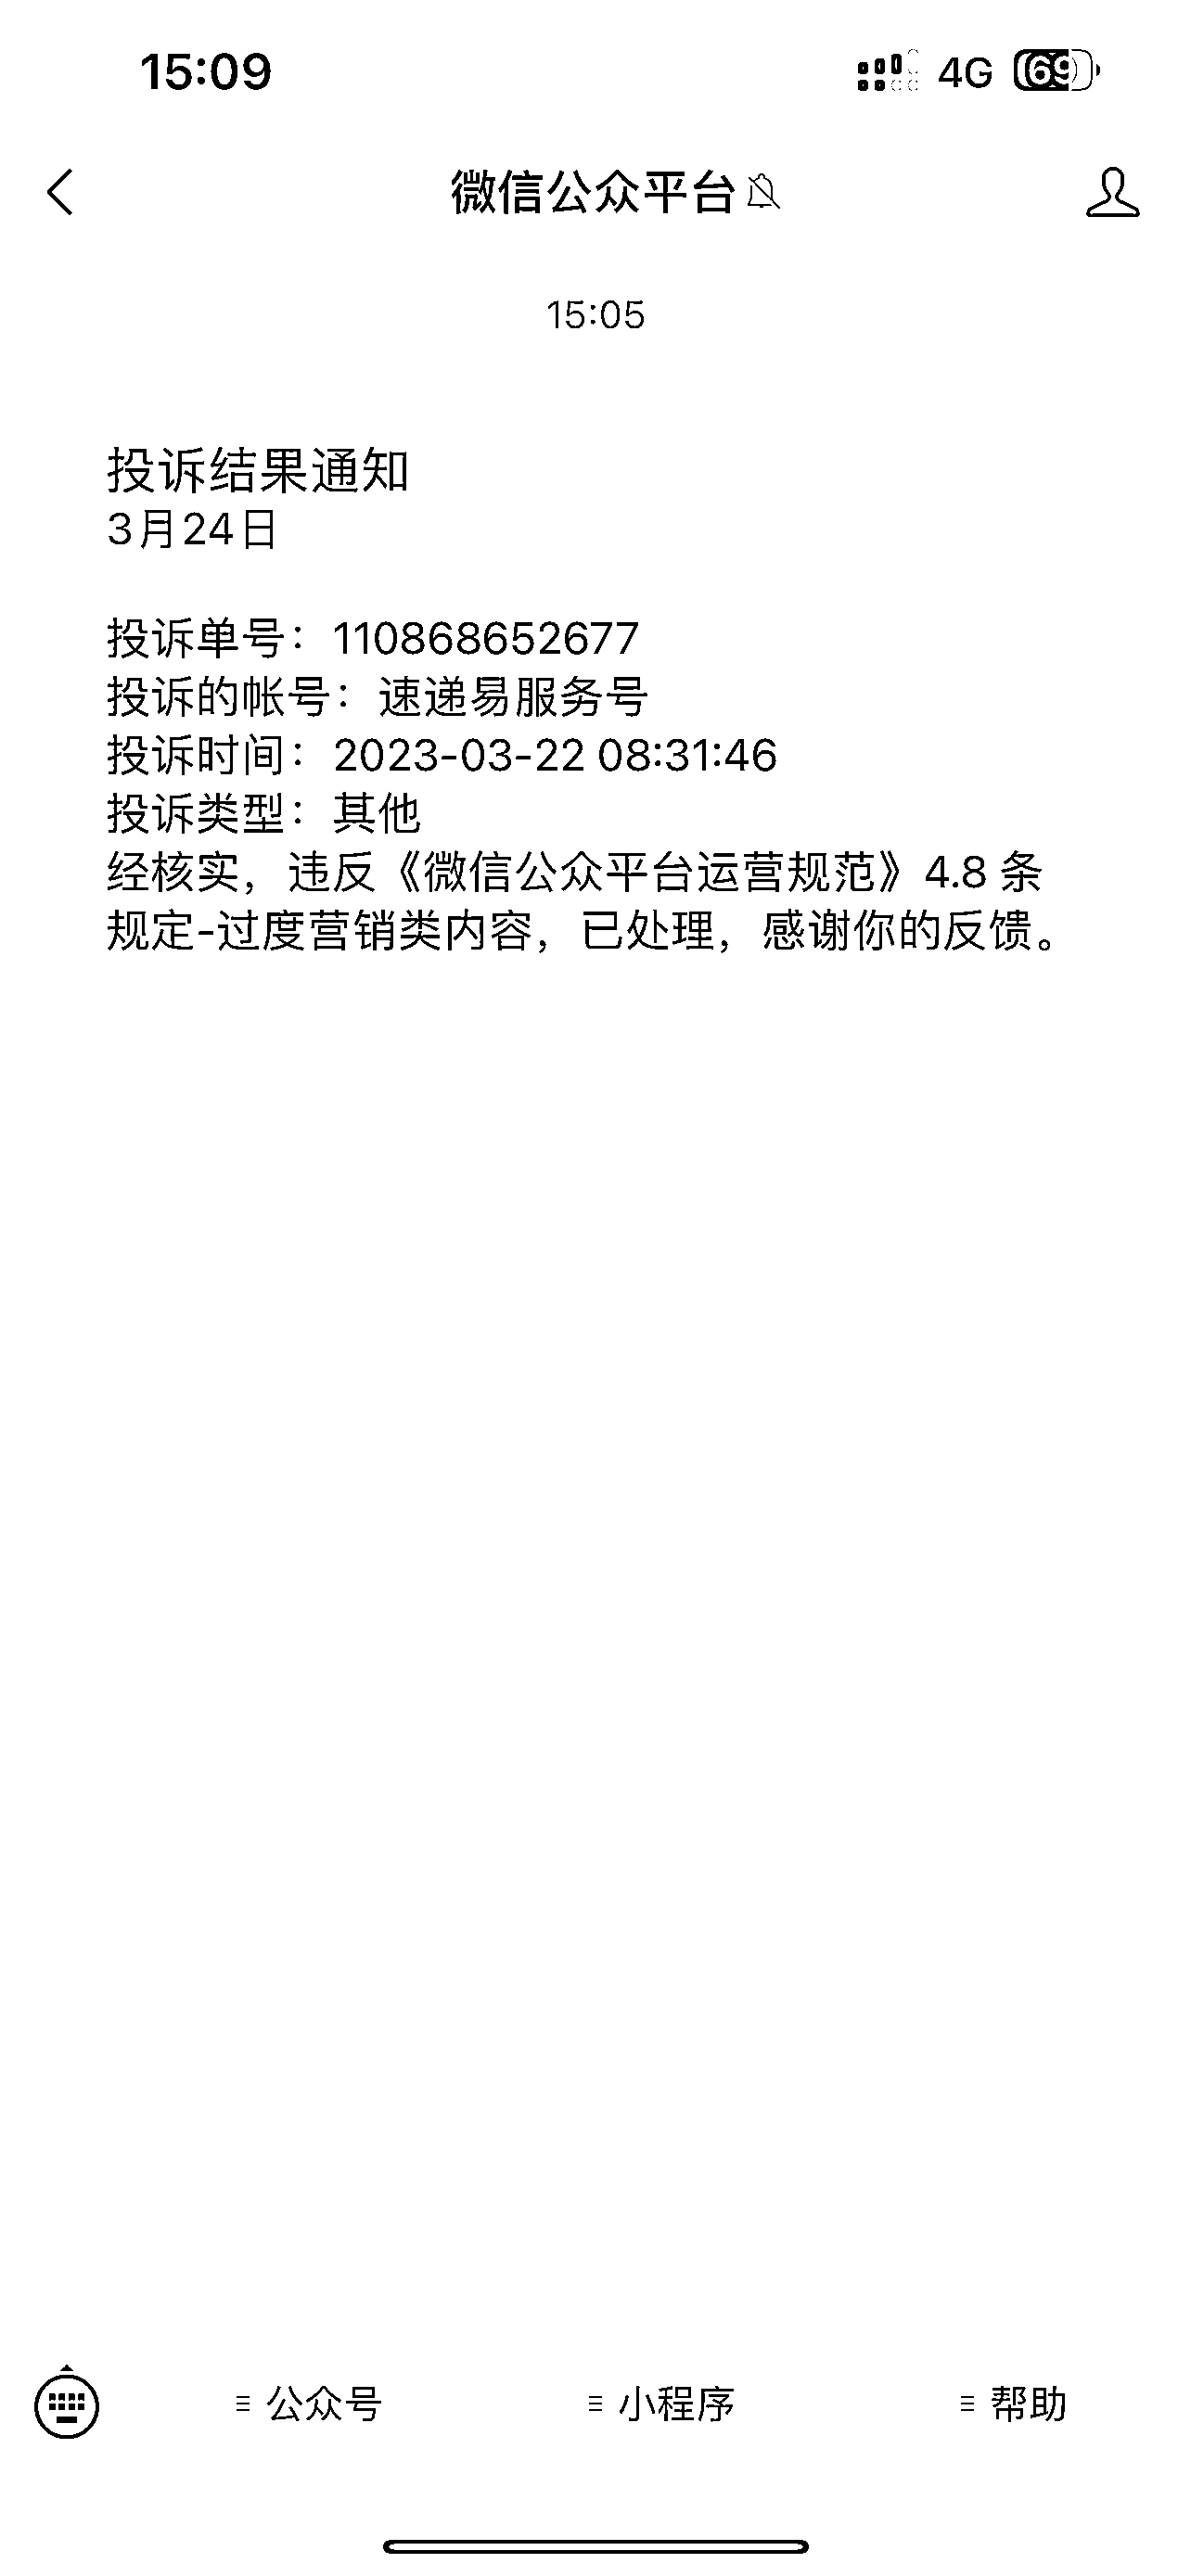 15:09
4G 69
微信公众平台
15:05
投诉结果通知
3月24日
投诉单号：110868652677
投诉的帐号：速递易服务号
投诉时间：2023-03-22 08:31:46
投诉类型：其他
经核实，违反《微信公众平台运营规范》4.8 条
规定-过度营销类内容，已处理，感谢你的反馈。
公众号
小程序
帮助